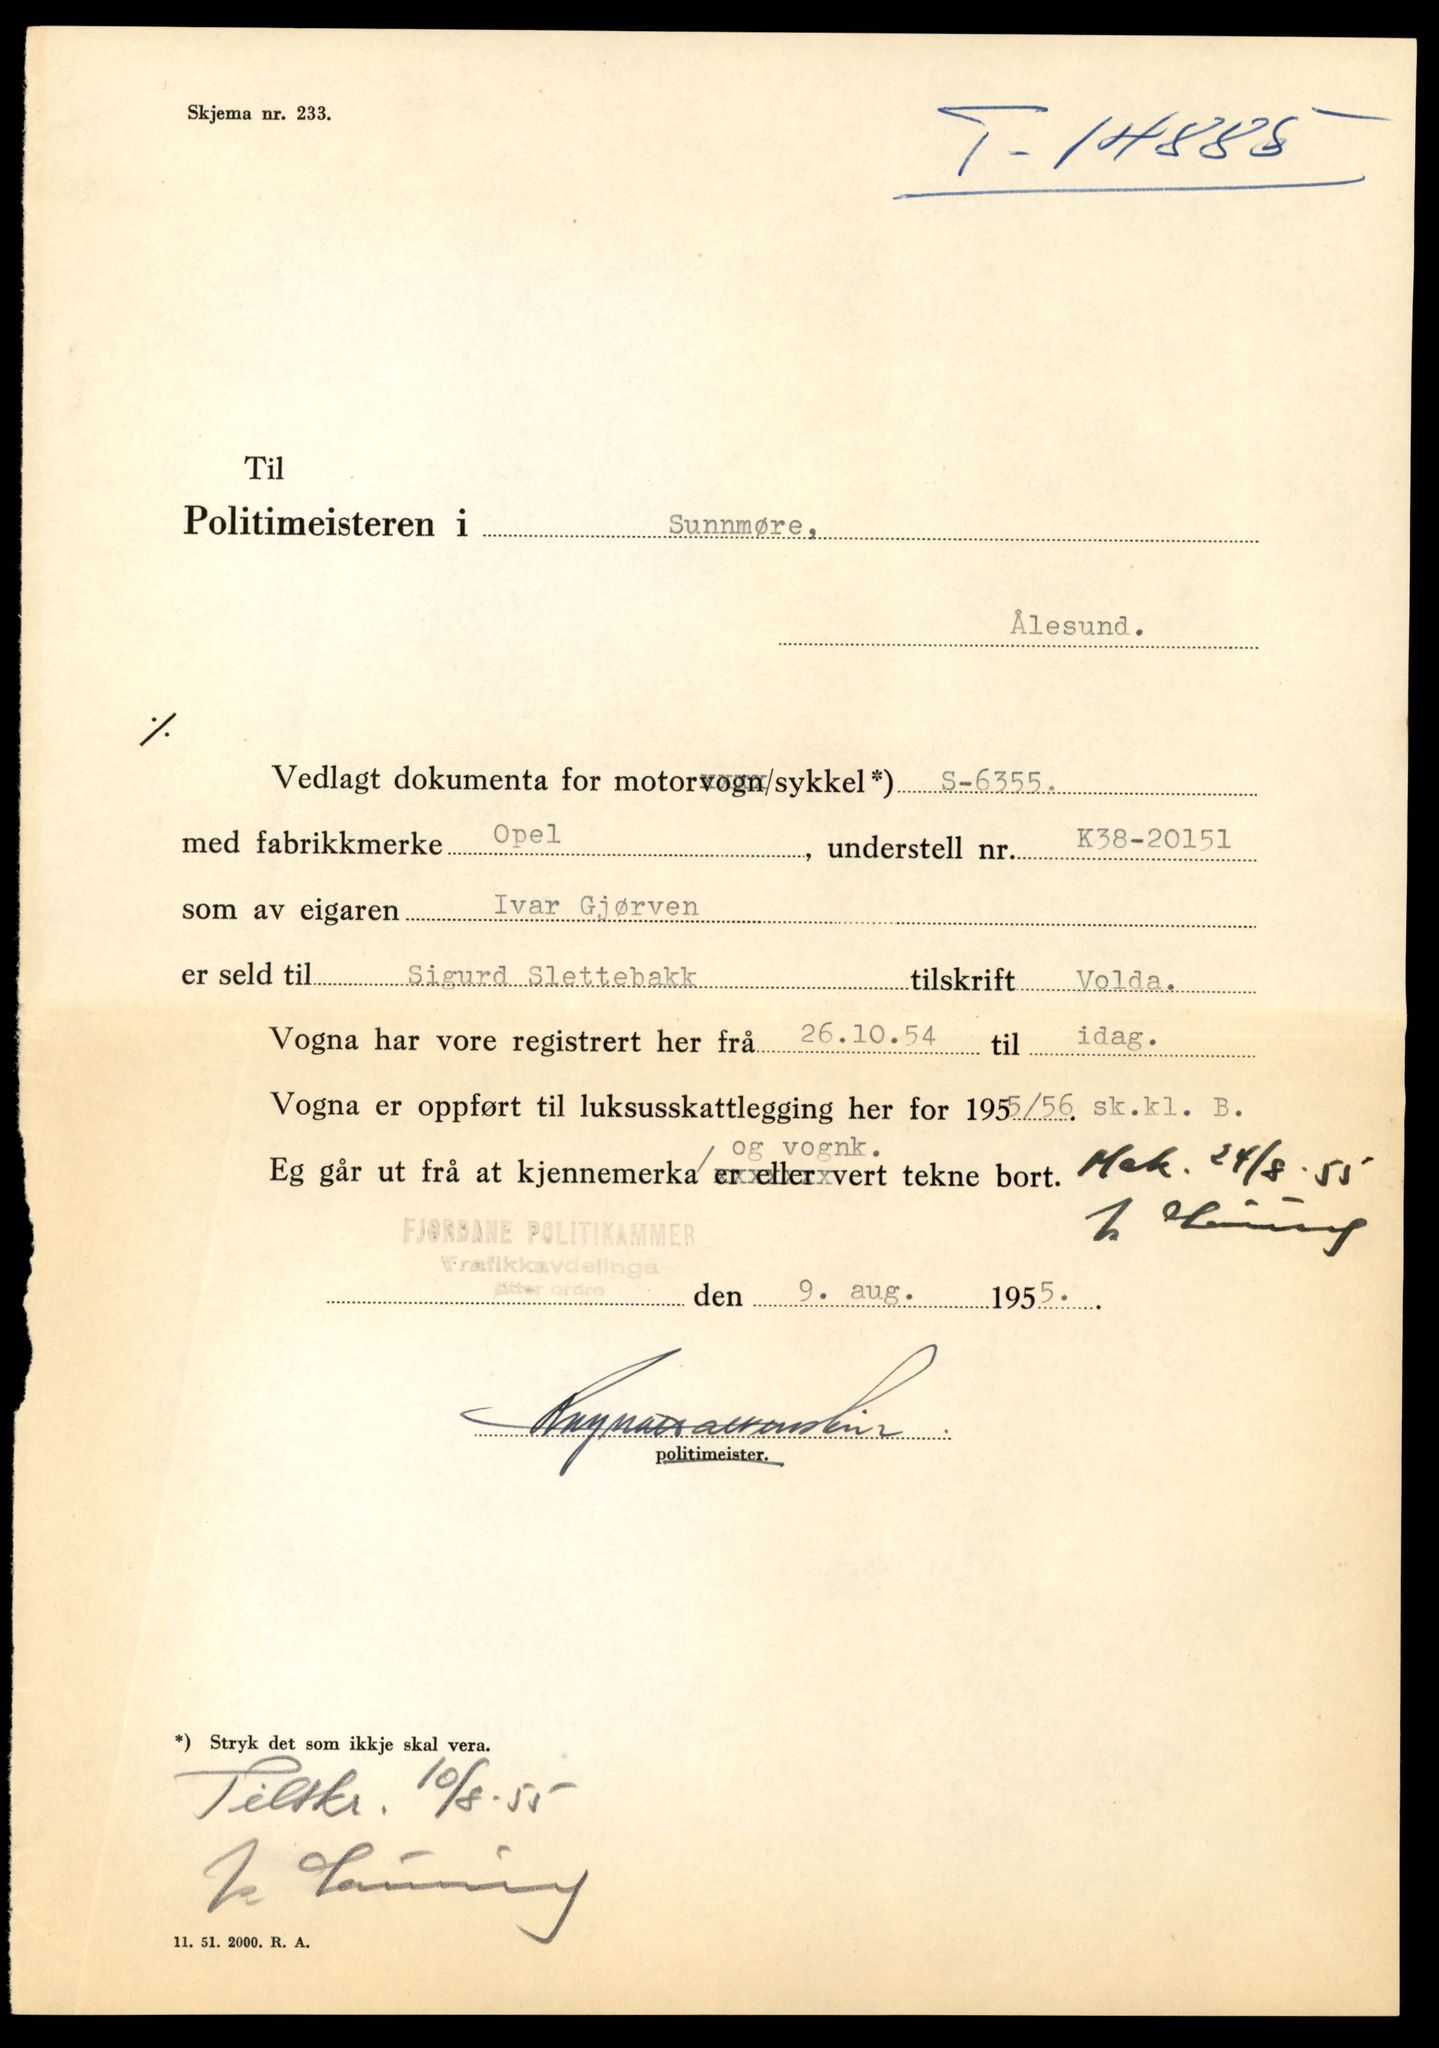 Skjema nr. 233.
T-14885
Til
Politimeisteren i Sunnmøre,
Ålesund.
./.
Vedlagt dokumenta for motorvogn/sykkel*) S-6355.
med fabrikkmerke Opel, understell nr. K38-20151
som av eigaren Ivar Gjørven
er seld til Sigurd Slettebakk tilskrift Volda.
Vogna har vore registrert her frå 26.10.54 til idag.
Vogna er oppført til luksusskattlegging her for 1955/56. sk.kl. B.
og vognk.
Eg går ut frå at kjennemerka / er eller vert tekne bort. Mek. 24/8-55
FJORDANE POLITIKAMMER
Trafikkavdelinga
etter ordre
den 9. aug. 1955.
politimeister.
*) Stryk det som ikkje skal vera.
Tilskr. 10/8-55
11. 51. 2000. R. A.